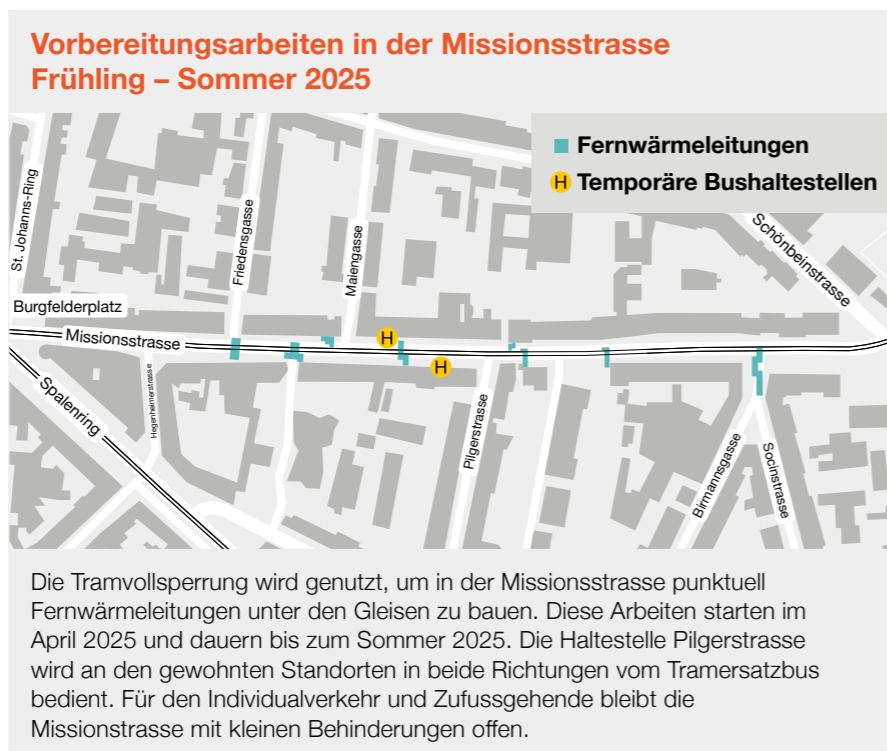 Vorbereitungsarbeiten in der Missionsstrasse
Frühling – Sommer 2025
Fernwärmeleitungen
H Temporäre Bushaltestellen
St. Johanns-Ring
Friedensgasse
Maiengasse
Schönbeinstrasse
Burgfelderplatz
Missionsstrasse
H
H
Spalenring
Hegenheimerstrasse
Pilgerstrasse
Birmannsgasse
Socinstrasse
Die Tramvollsperrung wird genutzt, um in der Missionsstrasse punktuell
Fernwärmeleitungen unter den Gleisen zu bauen. Diese Arbeiten starten im
April 2025 und dauern bis zum Sommer 2025. Die Haltestelle Pilgerstrasse
wird an den gewohnten Standorten in beide Richtungen vom Tramersatzbus
bedient. Für den Individualverkehr und Zufussgehende bleibt die
Missionstrasse mit kleinen Behinderungen offen.